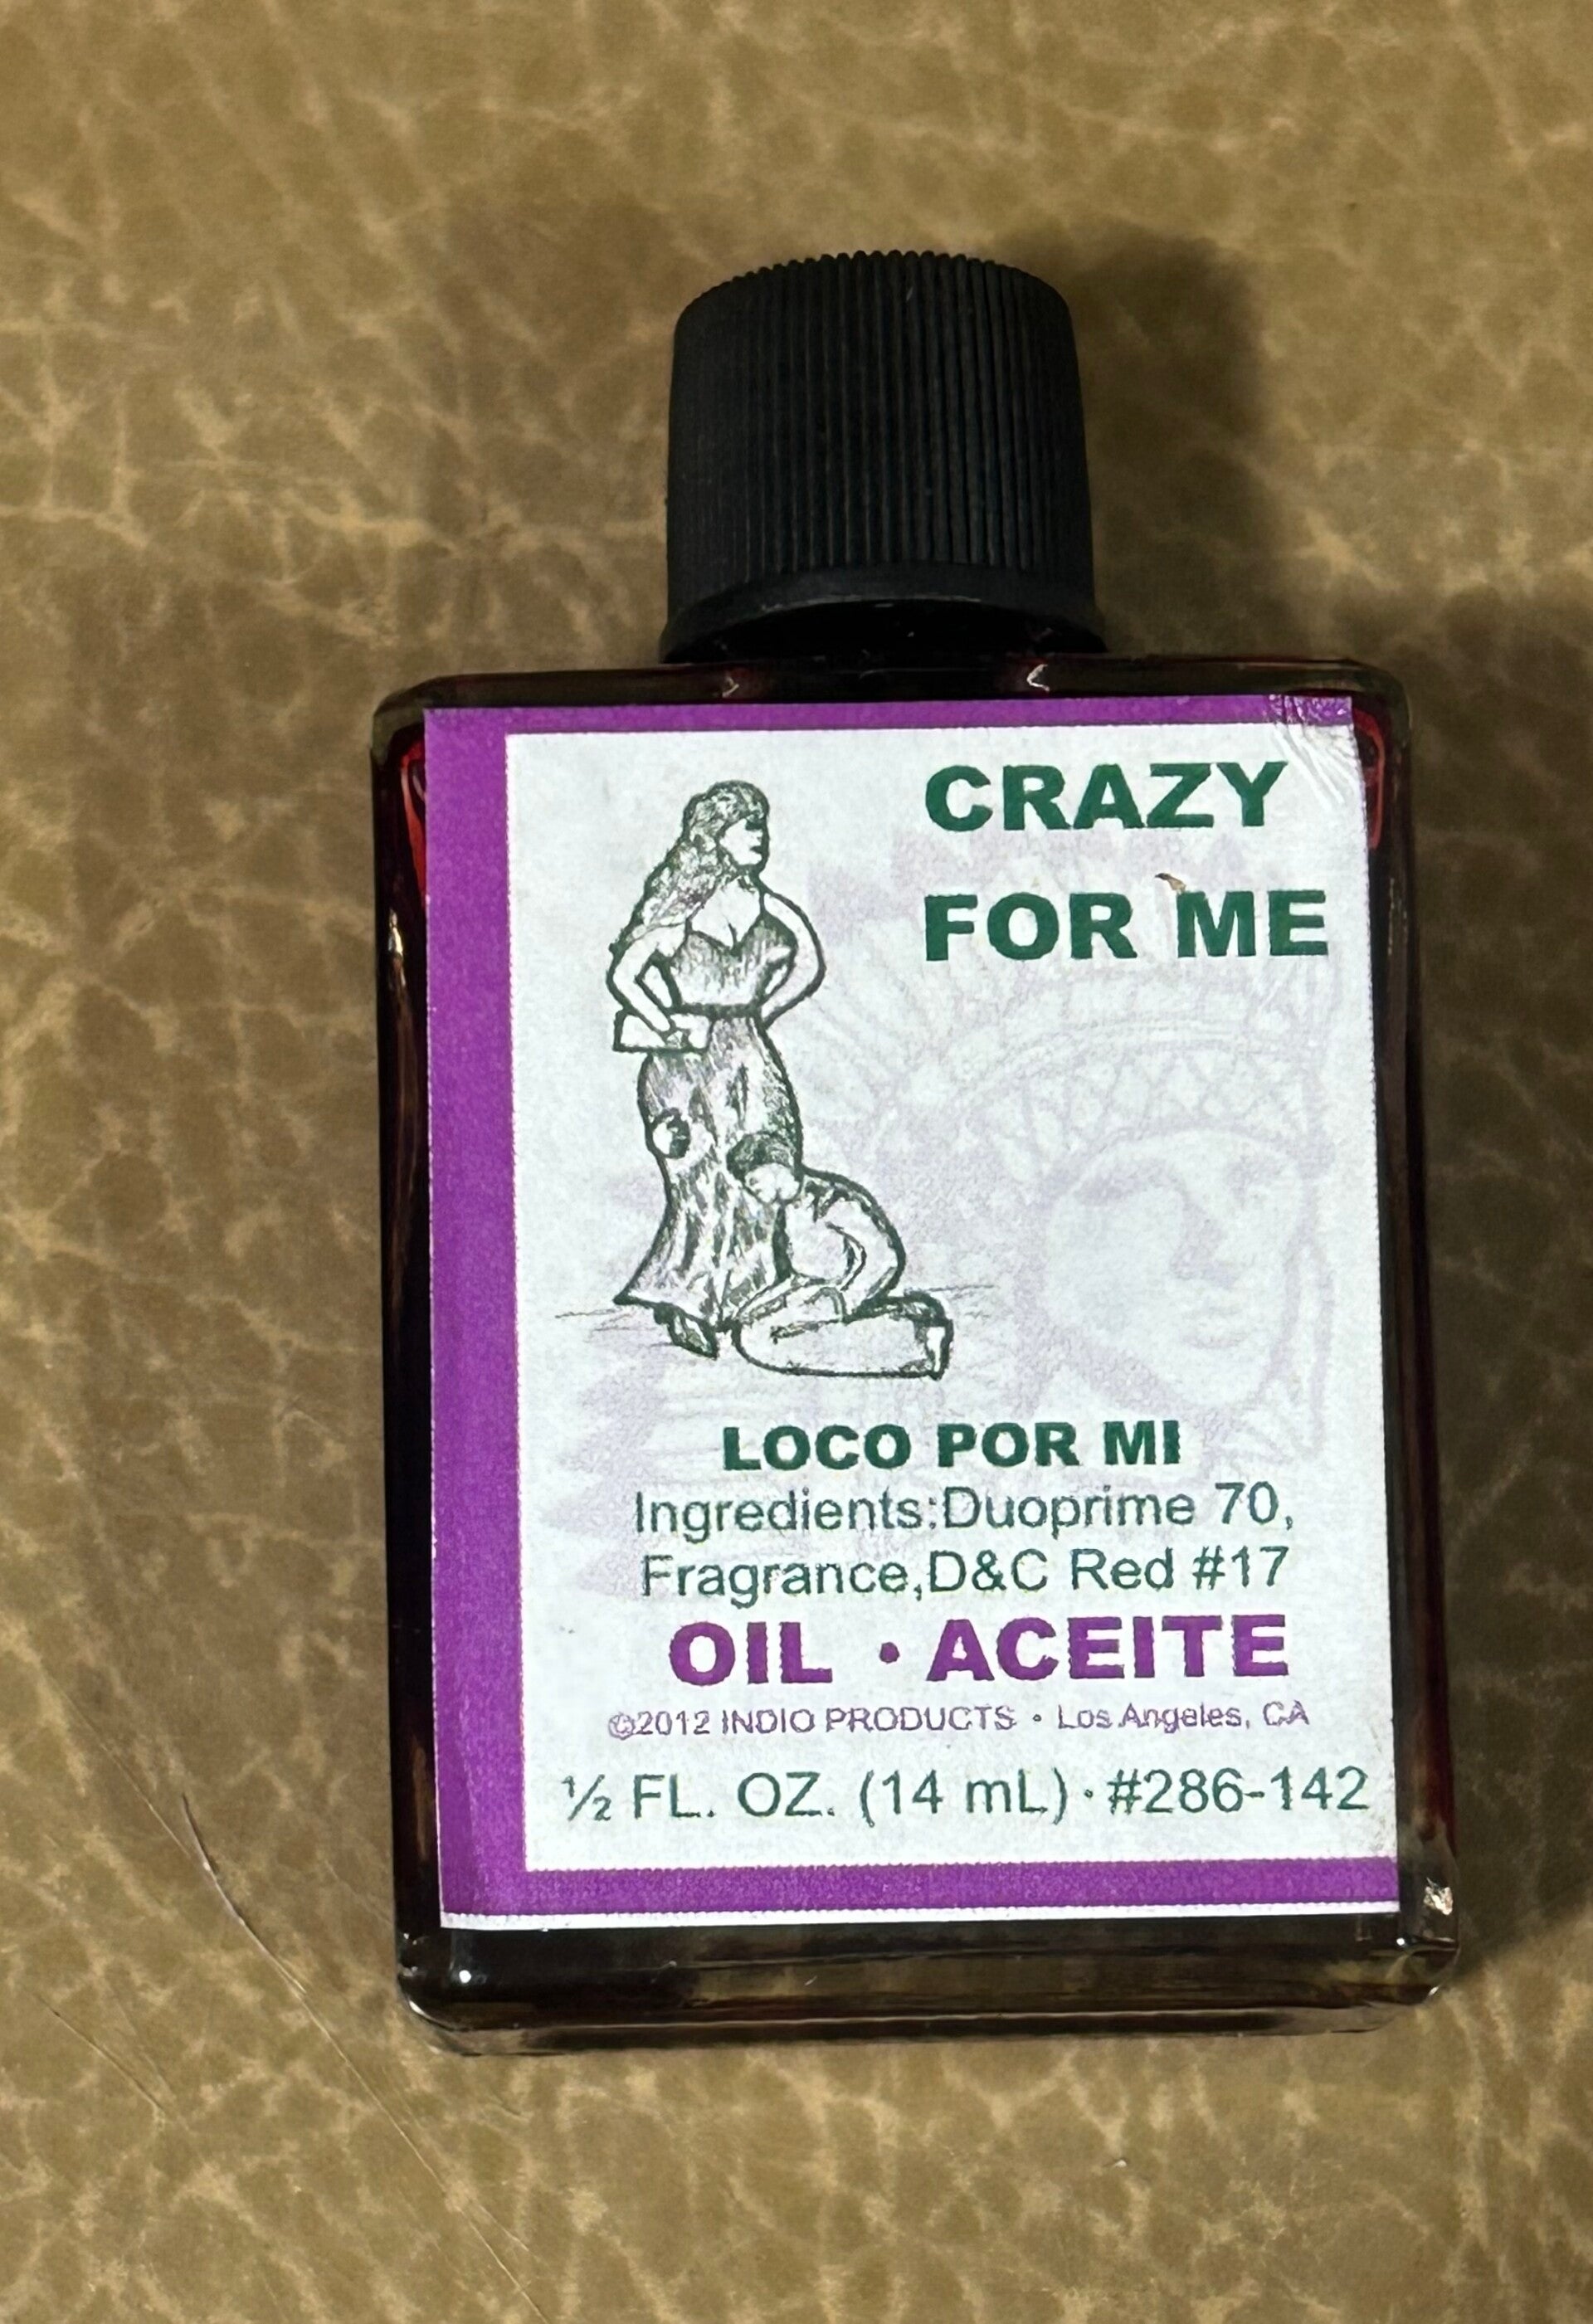 CRAZY
FOR ME
LOCO POR MI
Ingredients:Duoprime 70,
Fragrance,D&C Red #17
OIL • ACEITE
©2012 INDIO PRODUCTS • Los Angeles, CA
½ FL. OZ. (14 mL) · #286-142